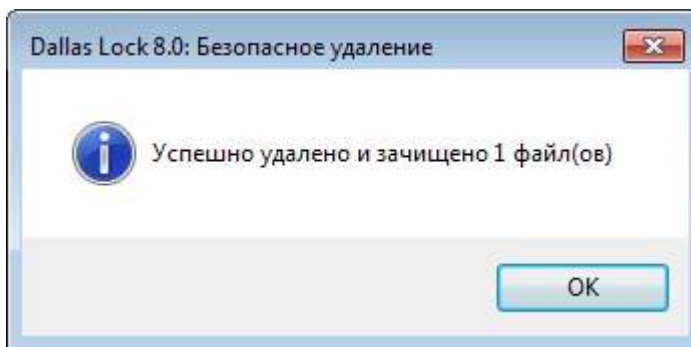 Dallas Lock 8.0: Безопасное удаление
Успешно удалено и зачищено 1 файл(ов)
OK